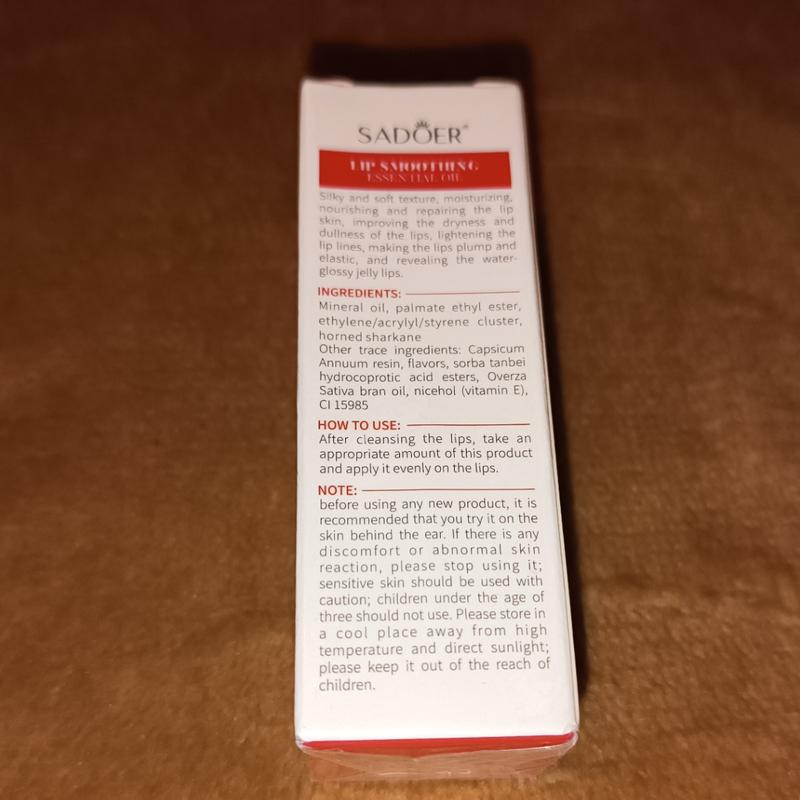 SADOER®
LIP SMOOTHING
ESSENTIAL OIL
Silky and soft texture, moisturizing,
nourishing and repairing the lip
skin, improving the dryness and
dullness of the lips, lightening the
lip lines, making the lips plump and
elastic, and revealing the water-
glossy jelly lips.
INGREDIENTS:
Mineral oil, palmate ethyl ester,
ethylene/acrylyl/styrene cluster,
horned sharkane
Other trace ingredients: Capsicum
Annuum resin, flavors, sorba tanbei
hydrocoprotic acid esters, Overza
Sativa bran oil, nicehol (vitamin E),
CI 15985
HOW TO USE:
After cleansing the lips, take an
appropriate amount of this product
and apply it evenly on the lips.
NOTE:
before using any new product, it is
recommended that you try it on the
skin behind the ear. If there is any
discomfort or abnormal skin
reaction, please stop using it;
sensitive skin should be used with
caution; children under the age of
three should not use. Please store in
a cool place away from high
temperature and direct sunlight;
please keep it out of the reach of
children.